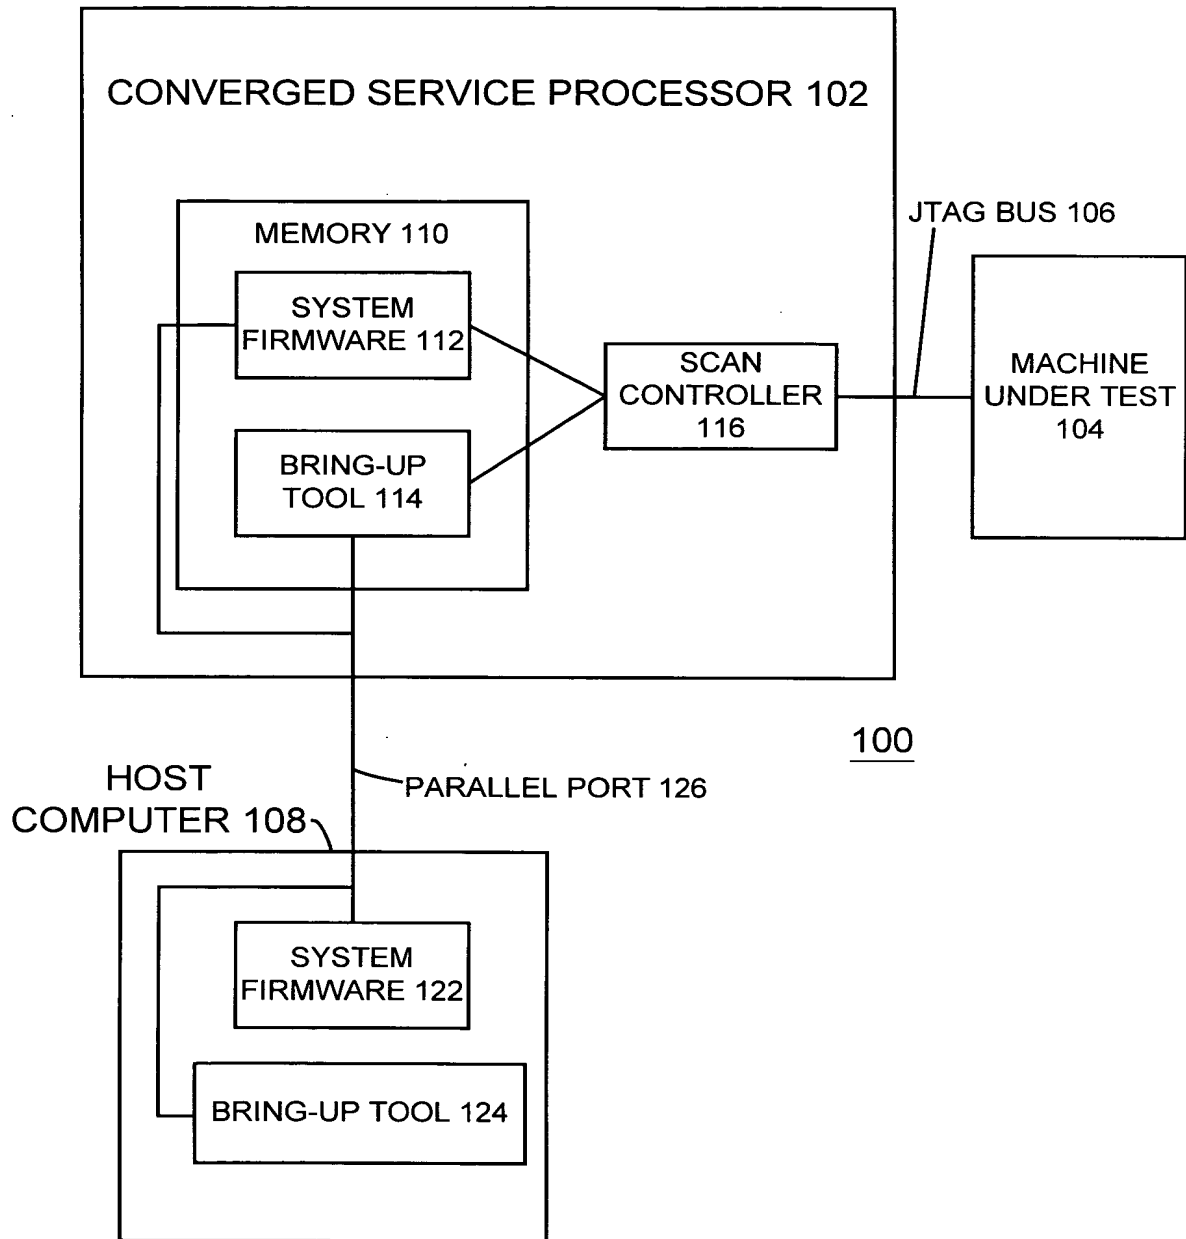 CONVERGED SERVICE PROCESSOR 102
MEMORY 110
SYSTEM
FIRMWARE 112
BRING-UP
TOOL 114
SCAN
CONTROLLER
116
JTAG BUS 106
MACHINE
UNDER TEST
104
100
PARALLEL PORT 126
HOST
COMPUTER 108
SYSTEM
FIRMWARE 122
BRING-UP TOOL 124